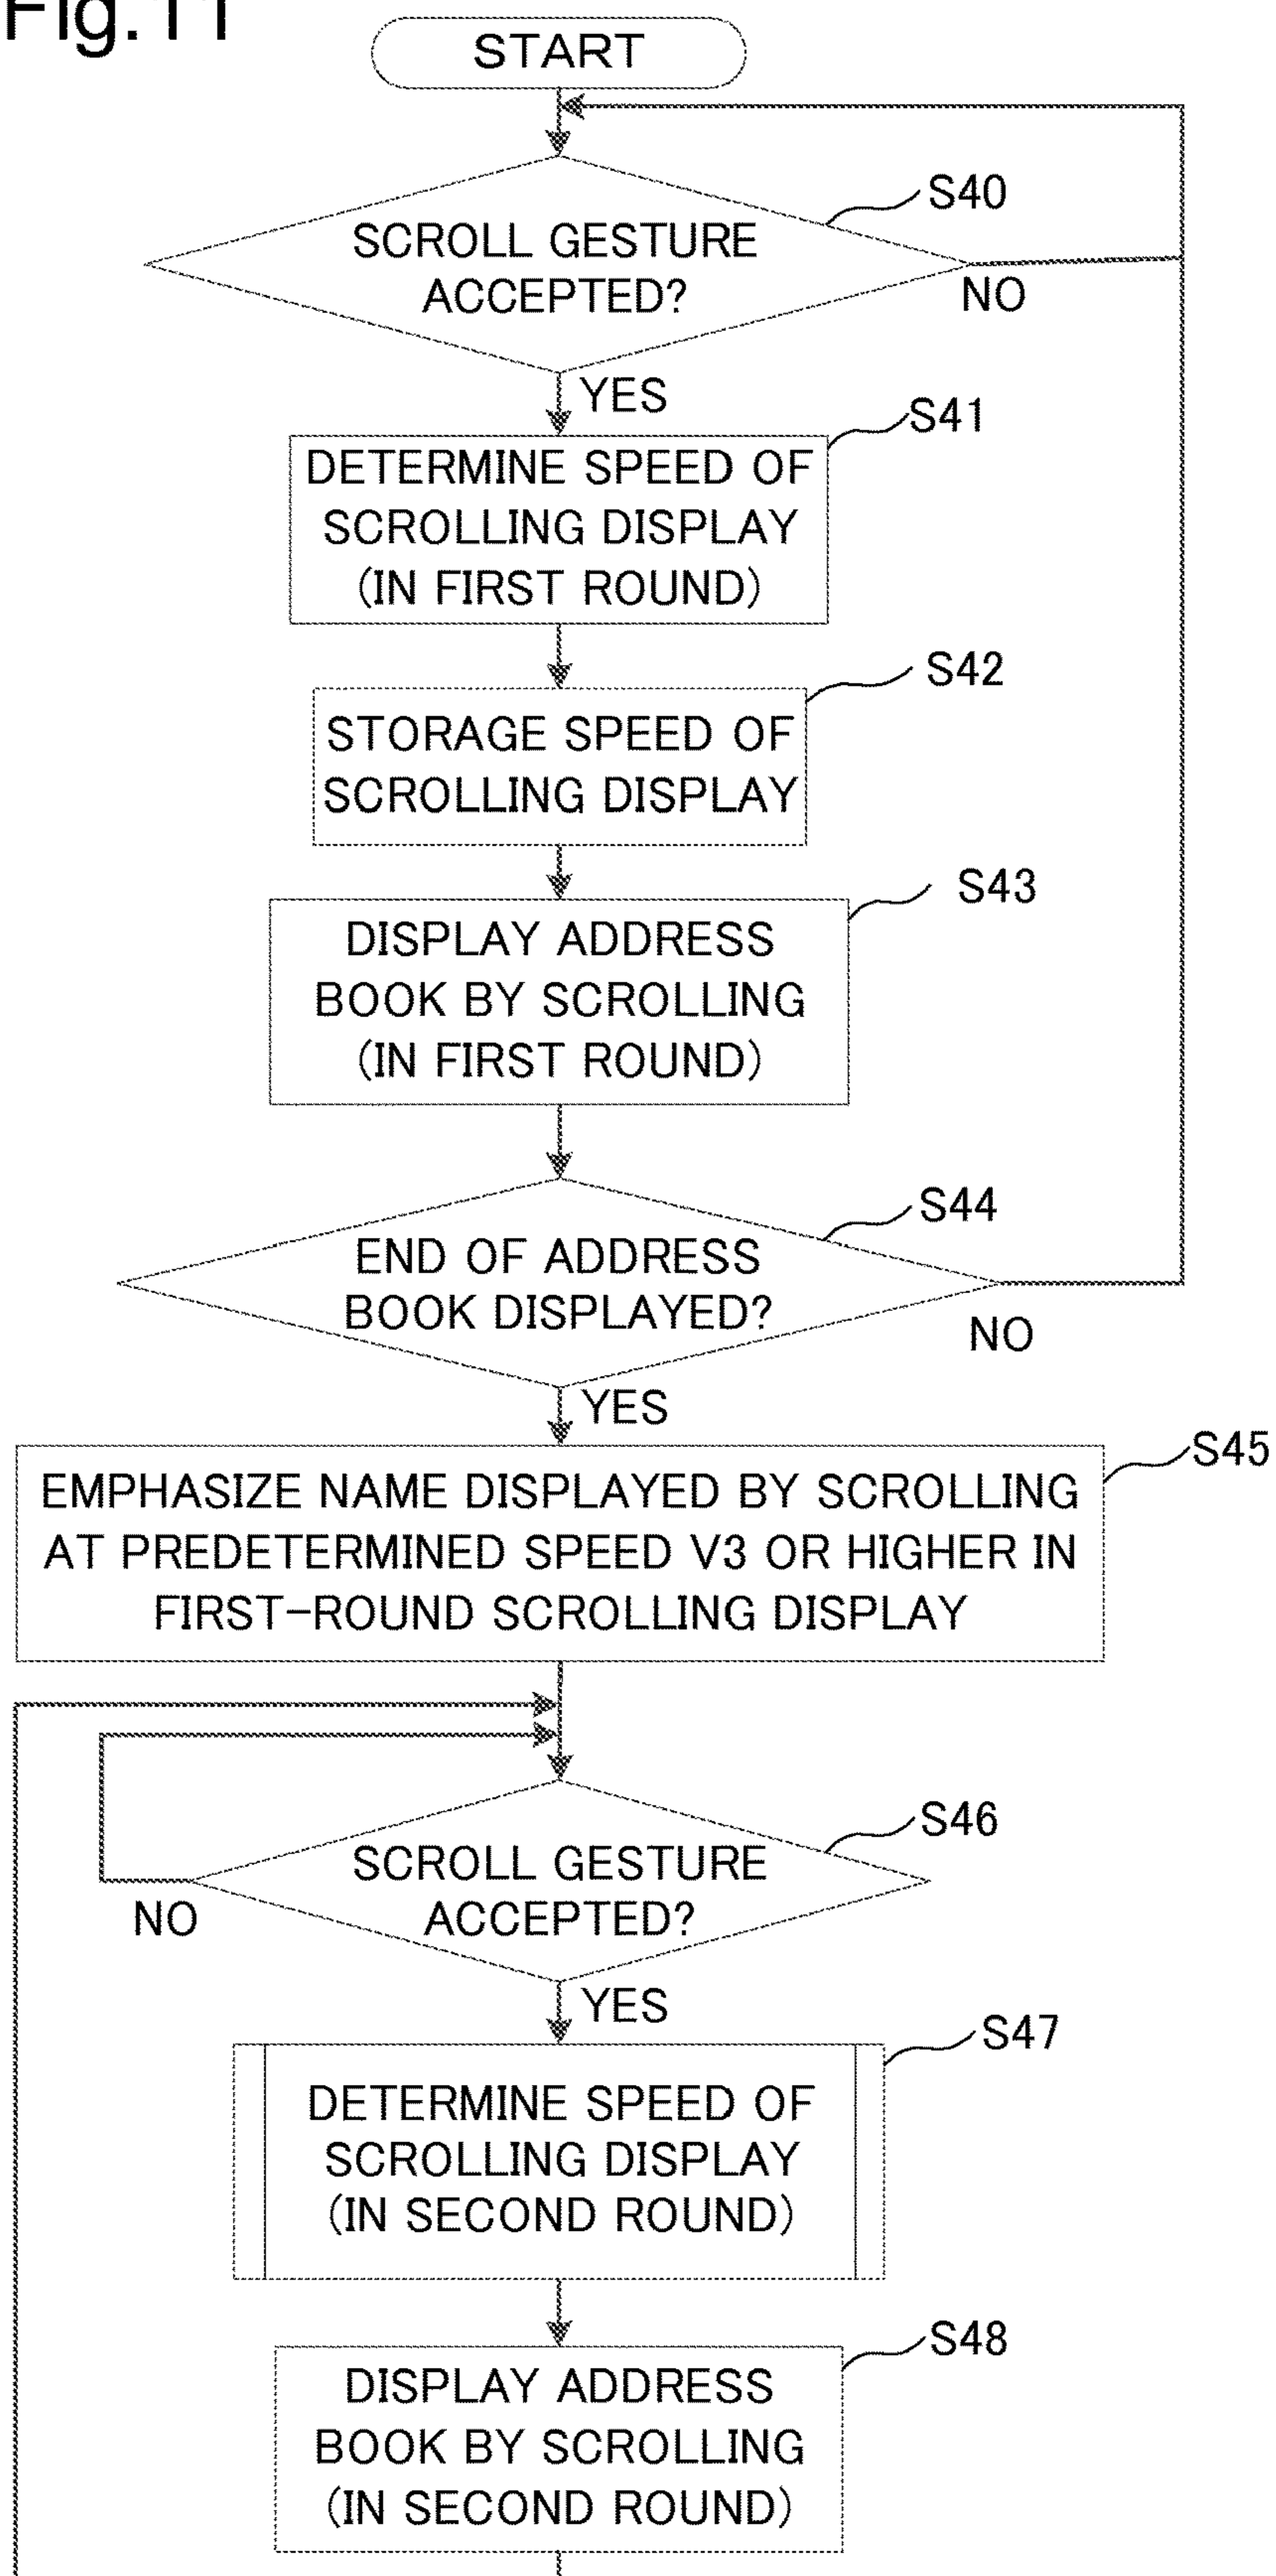 Fig.11
START
S40
SCROLL GESTURE
ACCEPTED?
NO
YES
S41
DETERMINE SPEED OF
SCROLLING DISPLAY
(IN FIRST ROUND)
S42
STORAGE SPEED OF
SCROLLING DISPLAY
S43
DISPLAY ADDRESS
BOOK BY SCROLLING
(IN FIRST ROUND)
S44
END OF ADDRESS
BOOK DISPLAYED?
NO
YES
S45
EMPHASIZE NAME DISPLAYED BY SCROLLING
AT PREDETERMINED SPEED V3 OR HIGHER IN
FIRST-ROUND SCROLLING DISPLAY
S46
SCROLL GESTURE
ACCEPTED?
NO
YES
S47
DETERMINE SPEED OF
SCROLLING DISPLAY
(IN SECOND ROUND)
S48
DISPLAY ADDRESS
BOOK BY SCROLLING
(IN SECOND ROUND)